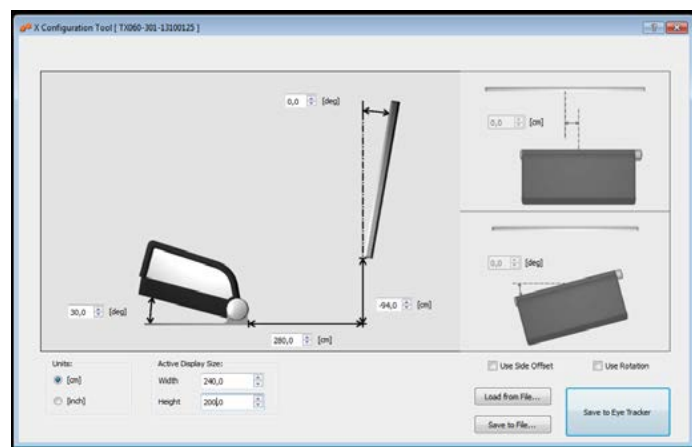 X Configuration Tool [ TX060-301-13100125 ]
0,0 [deg]
0,0 [cm]
0,0 [deg]
30,0 [deg]
-94,0 [cm]
280,0 [cm]
Units:
[cm]
[inch]
Active Display Size:
Width 240,0
Height 200,0
Use Side Offset
Use Rotation
Load from File...
Save to File...
Save to Eye Tracker